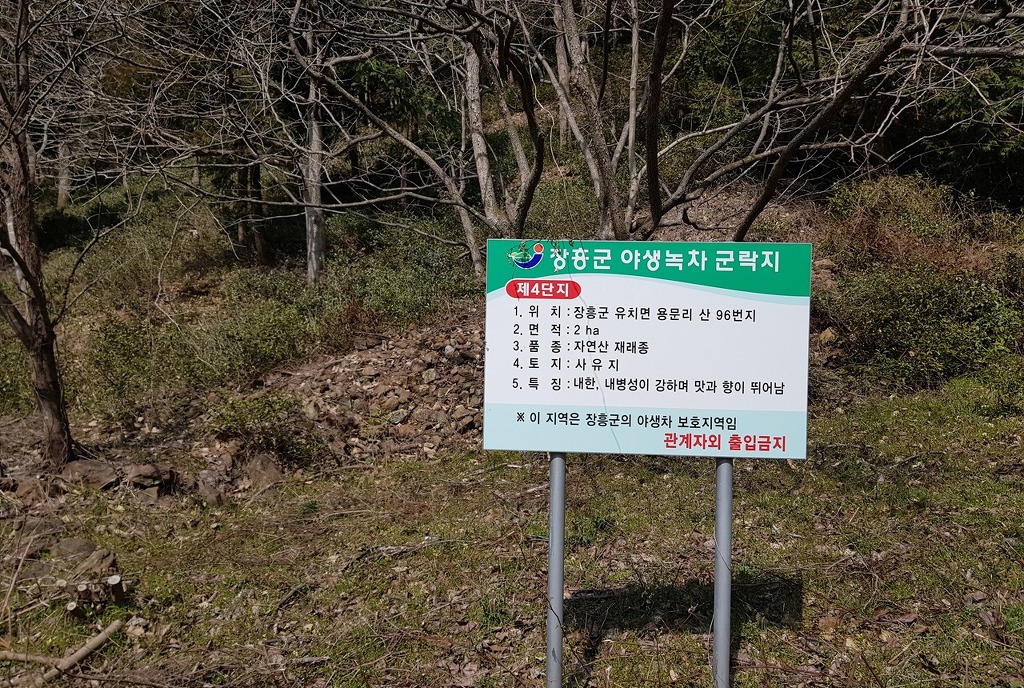 장흥군 야생녹차 군락지
제4단지
1. 위 치 : 장흥군 유치면 용문리 산 96번지
2. 면 적 : 2 ha
3. 품 종 : 자연산 재래종
4. 토 지 : 사 유 지
5. 특 징 : 내한, 내병성이 강하며 맛과 향이 뛰어남
※ 이 지역은 장흥군의 야생차 보호지역임
관계자외 출입금지